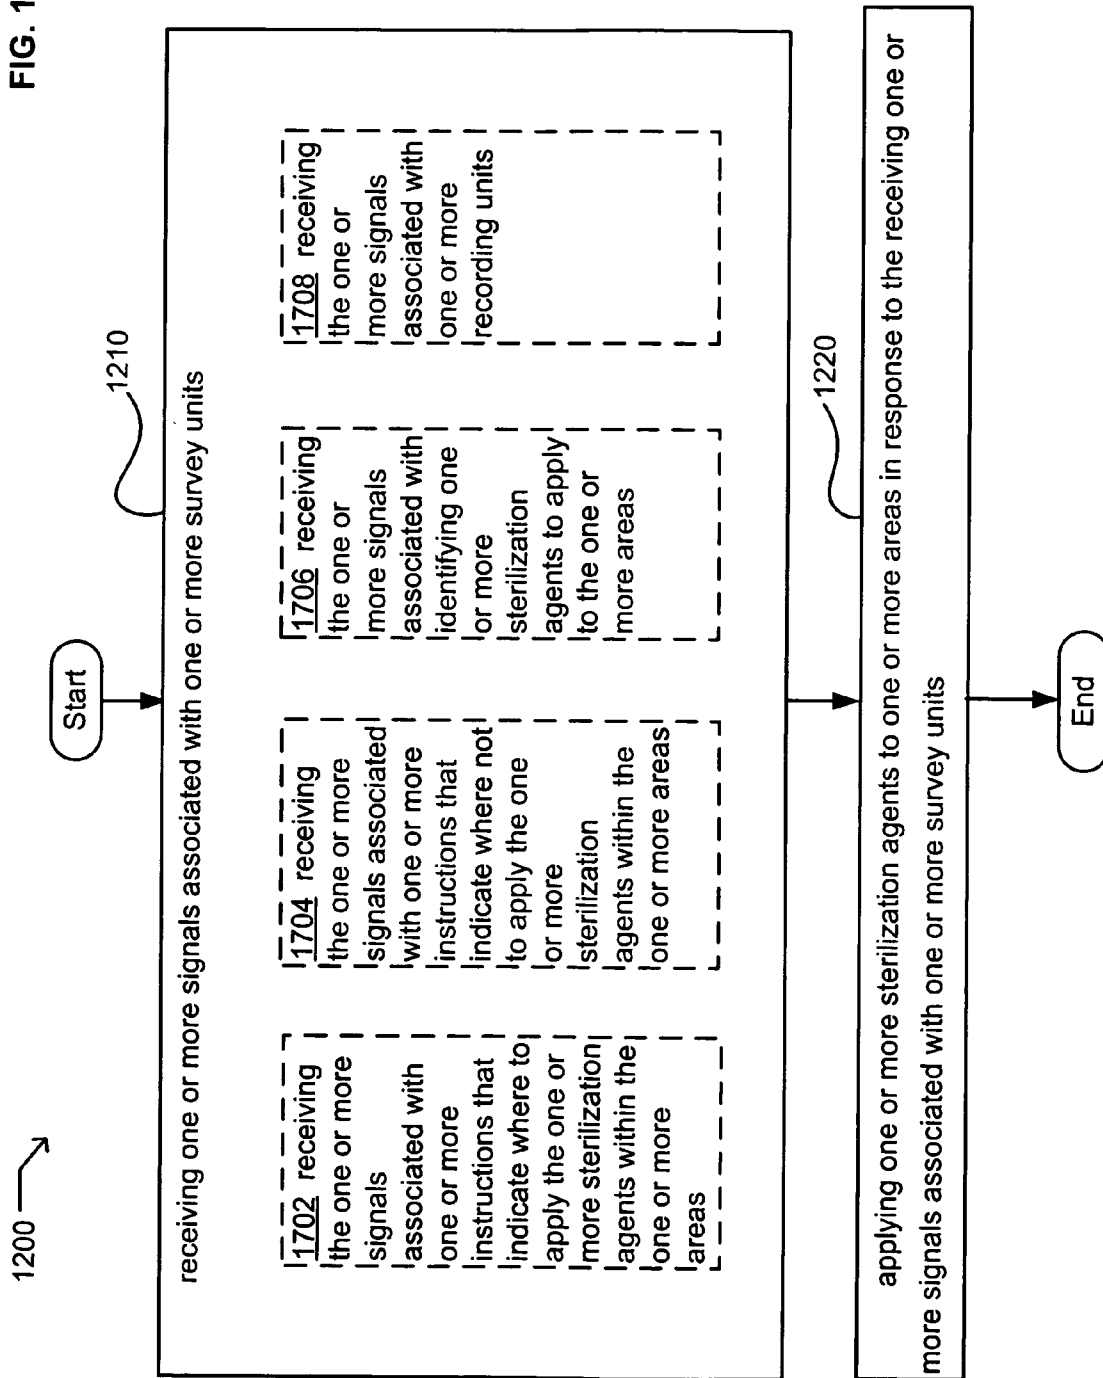 FIG. 1
1200
Start
1210
receiving one or more signals associated with one or more survey units
1702 receiving
the one or more
signals
associated with
one or more
instructions that
indicate where to
apply the one or
more sterilization
agents within the
one or more
areas
1704 receiving
the one or more
signals associated
with one or more
instructions that
indicate where not
to apply the one
or more
sterilization
agents within the
one or more areas
1706 receiving
the one or
more signals
associated with
identifying one
or more
sterilization
agents to apply
to the one or
more areas
1708 receiving
the one or
more signals
associated with
one or more
recording units
1220
applying one or more sterilization agents to one or more areas in response to the receiving one or
more signals associated with one or more survey units
End